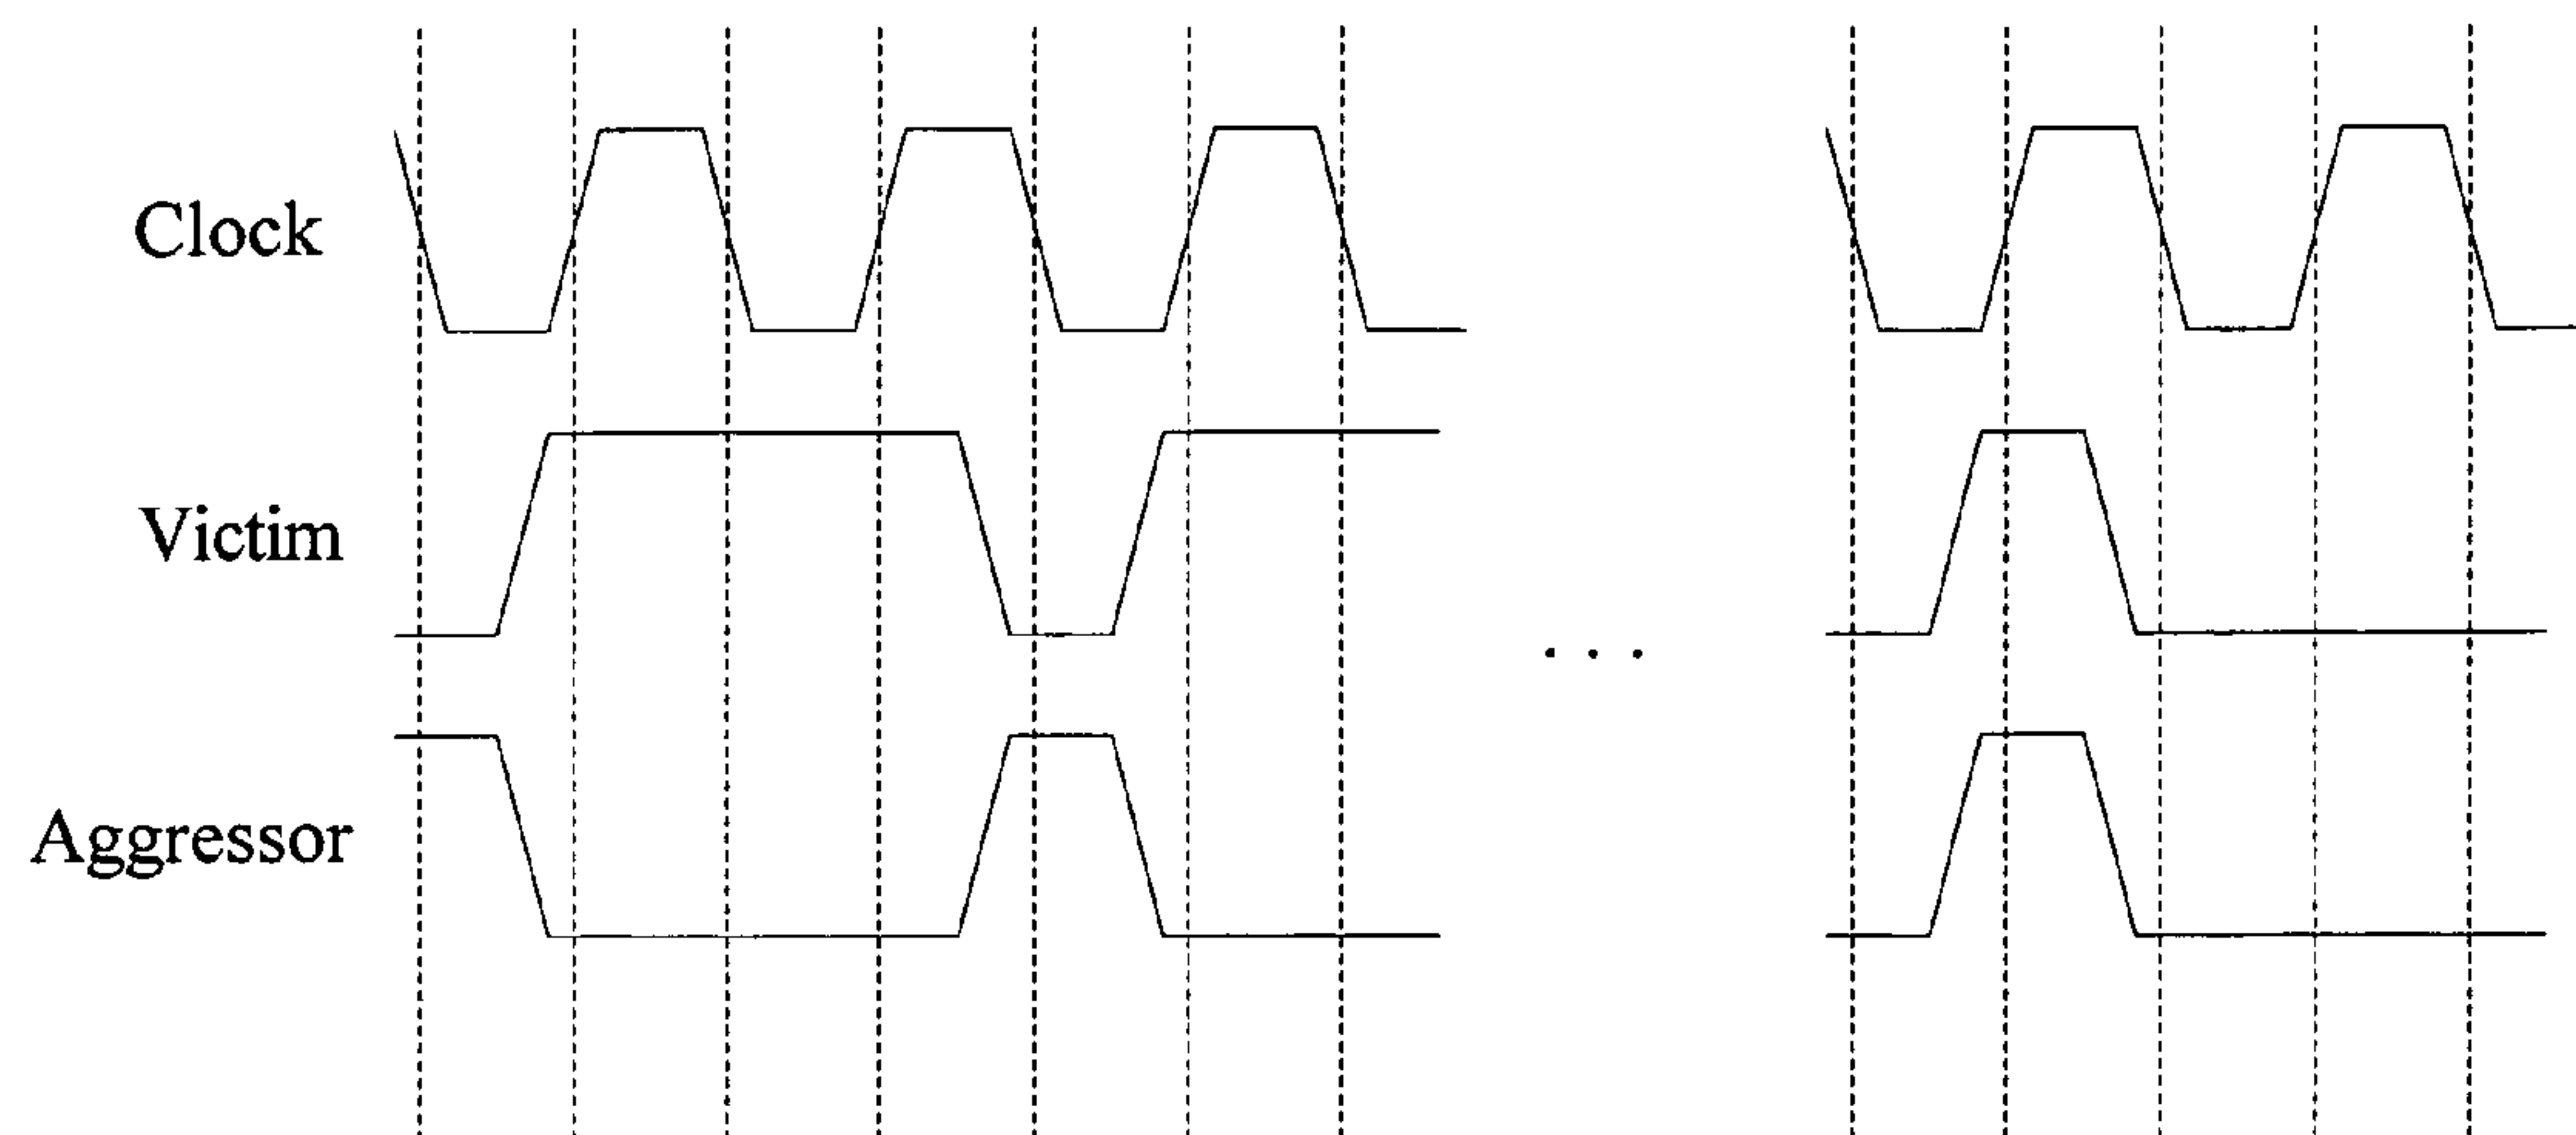 Clock
Victim
. . .
Aggressor